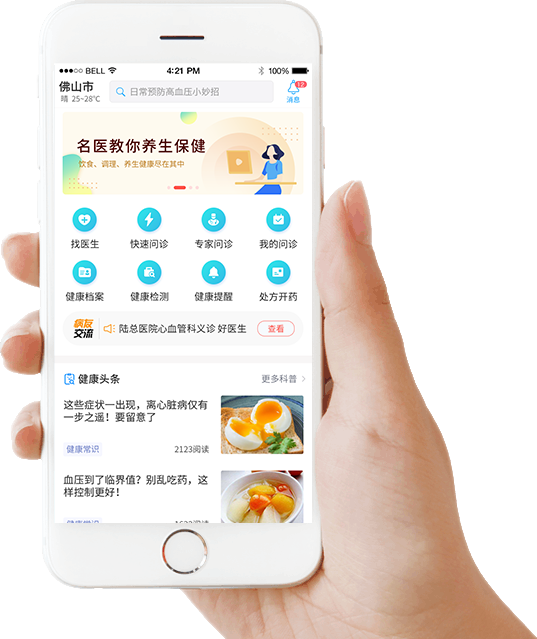 BELL 4:21 PM 100%
佛山市
晴 25~28℃
日常预防高血压小妙招
12
消息
名医教你养生保健
饮食、调理、养生健康尽在其中
找医生 快速问诊 专家问诊 我的问诊
健康档案 健康检测 健康提醒 处方开药
病友
交流
陆总医院心血管科义诊 好医生
查看
健康头条 更多科普
这些症状一出现，离心脏病仅有
一步之遥！要留意了
健康常识 2123阅读
血压到了临界值？别乱吃药，这
样控制更好！
健康常识 1623阅读